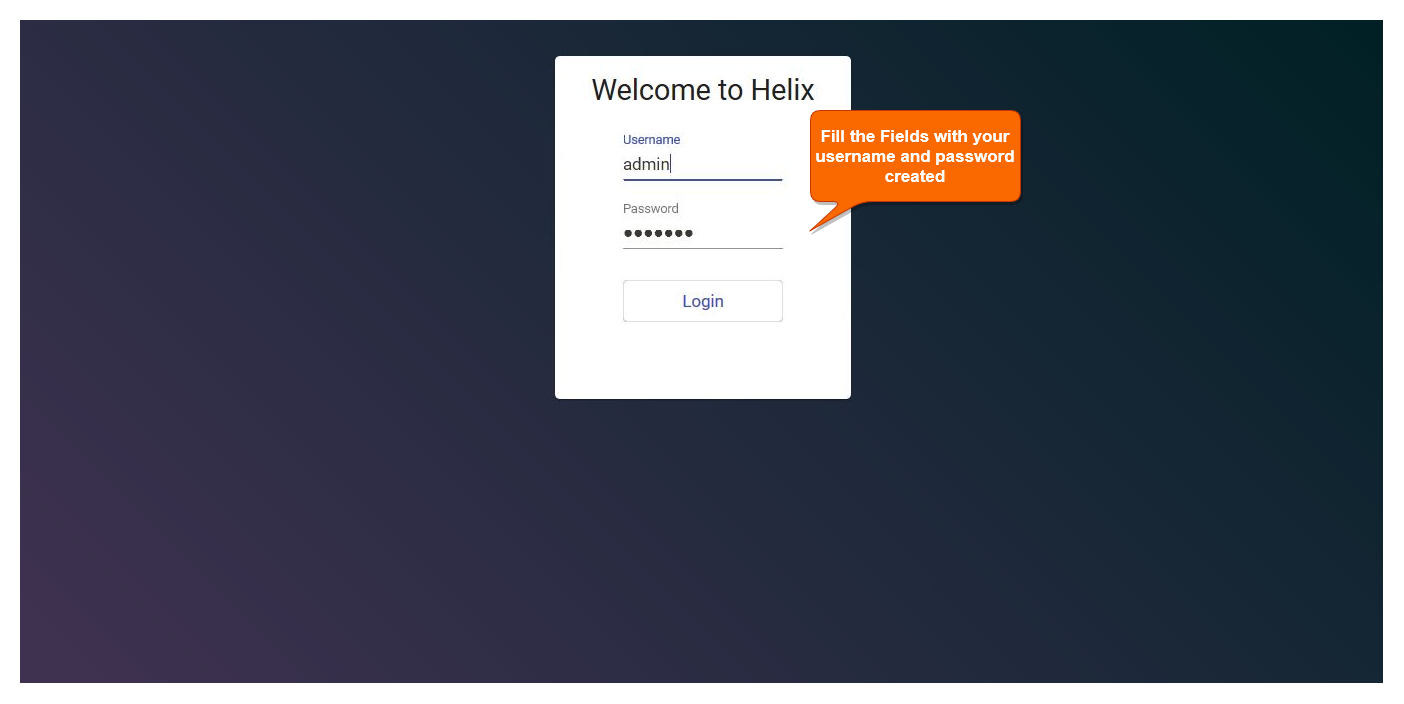 Welcome to Helix
Username
admin
Fill the Fields with your
username and password
created
Password
•••••••
Login